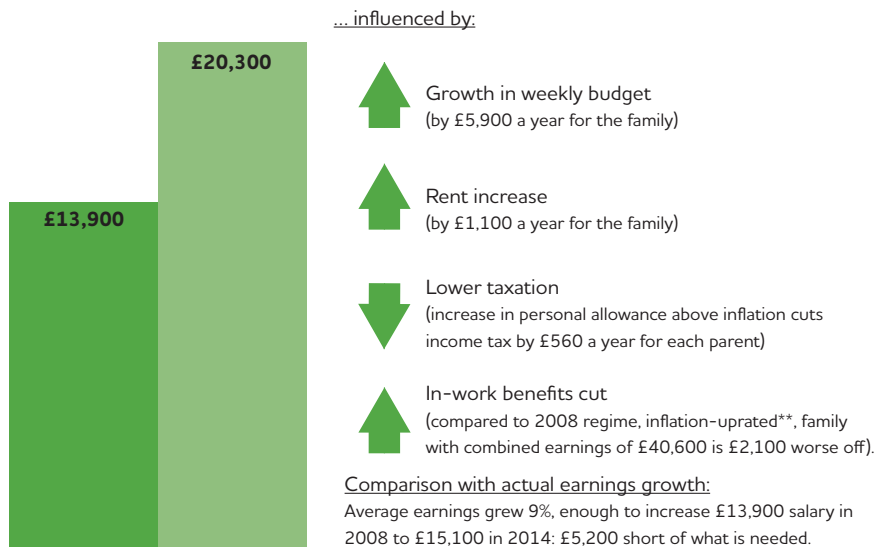 ... influenced by:
£20,300
£13,900
Growth in weekly budget
(by £5,900 a year for the family)
Rent increase
(by £1,100 a year for the family)
Lower taxation
(increase in personal allowance above inflation cuts
income tax by £560 a year for each parent)
In-work benefits cut
(compared to 2008 regime, inflation-uprated**, family
with combined earnings of £40,600 is £2,100 worse off).
Comparison with actual earnings growth:
Average earnings grew 9%, enough to increase £13,900 salary in
2008 to £15,100 in 2014: £5,200 short of what is needed.